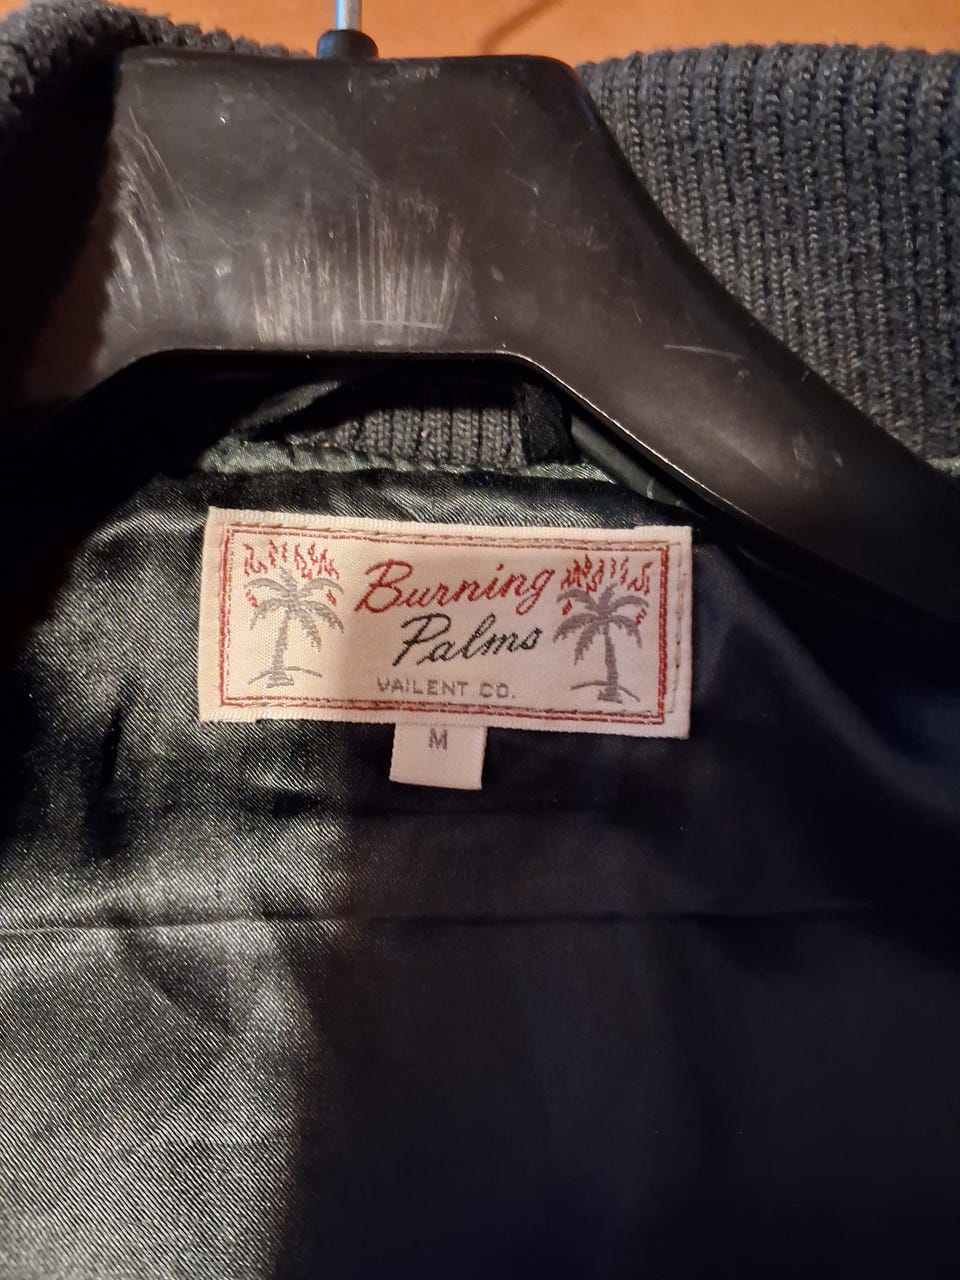 Burning
Palms
VAILENT CO.
M